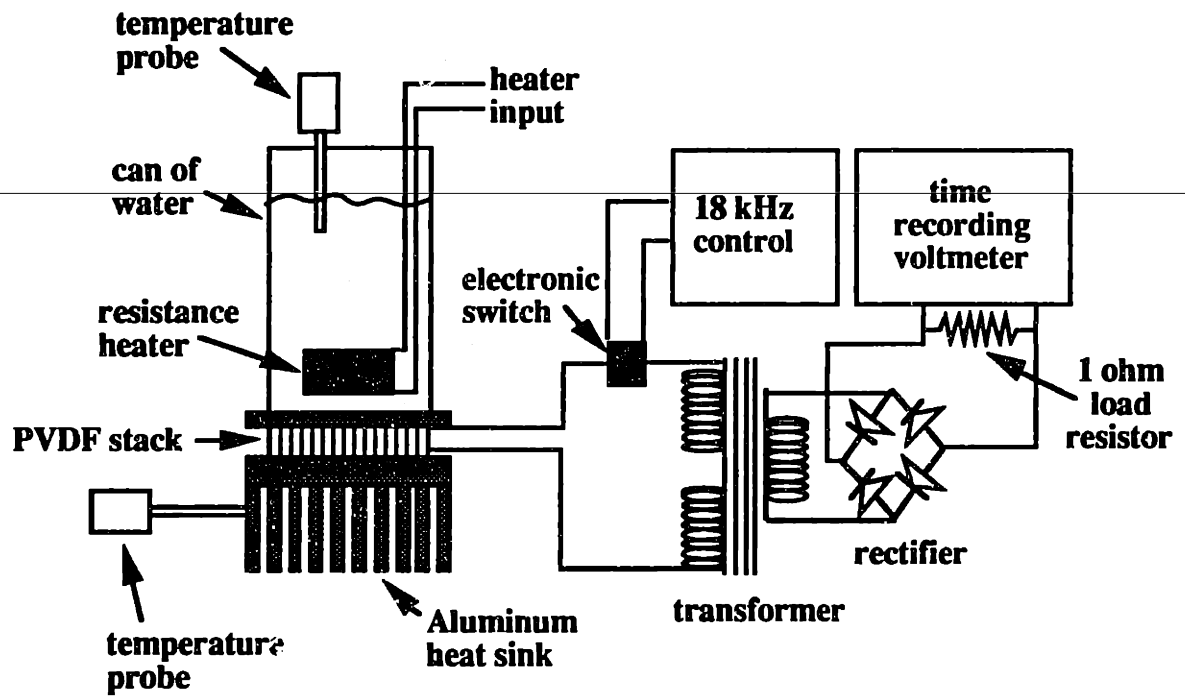 temperature
probe
heater
input
can of
water
18 kHz
control
time
recording
voltmeter
electronic
switch
resistance
heater
1 ohm
load
resistor
PVDF stack
rectifier
transformer
Aluminum
heat sink
temperature
probe